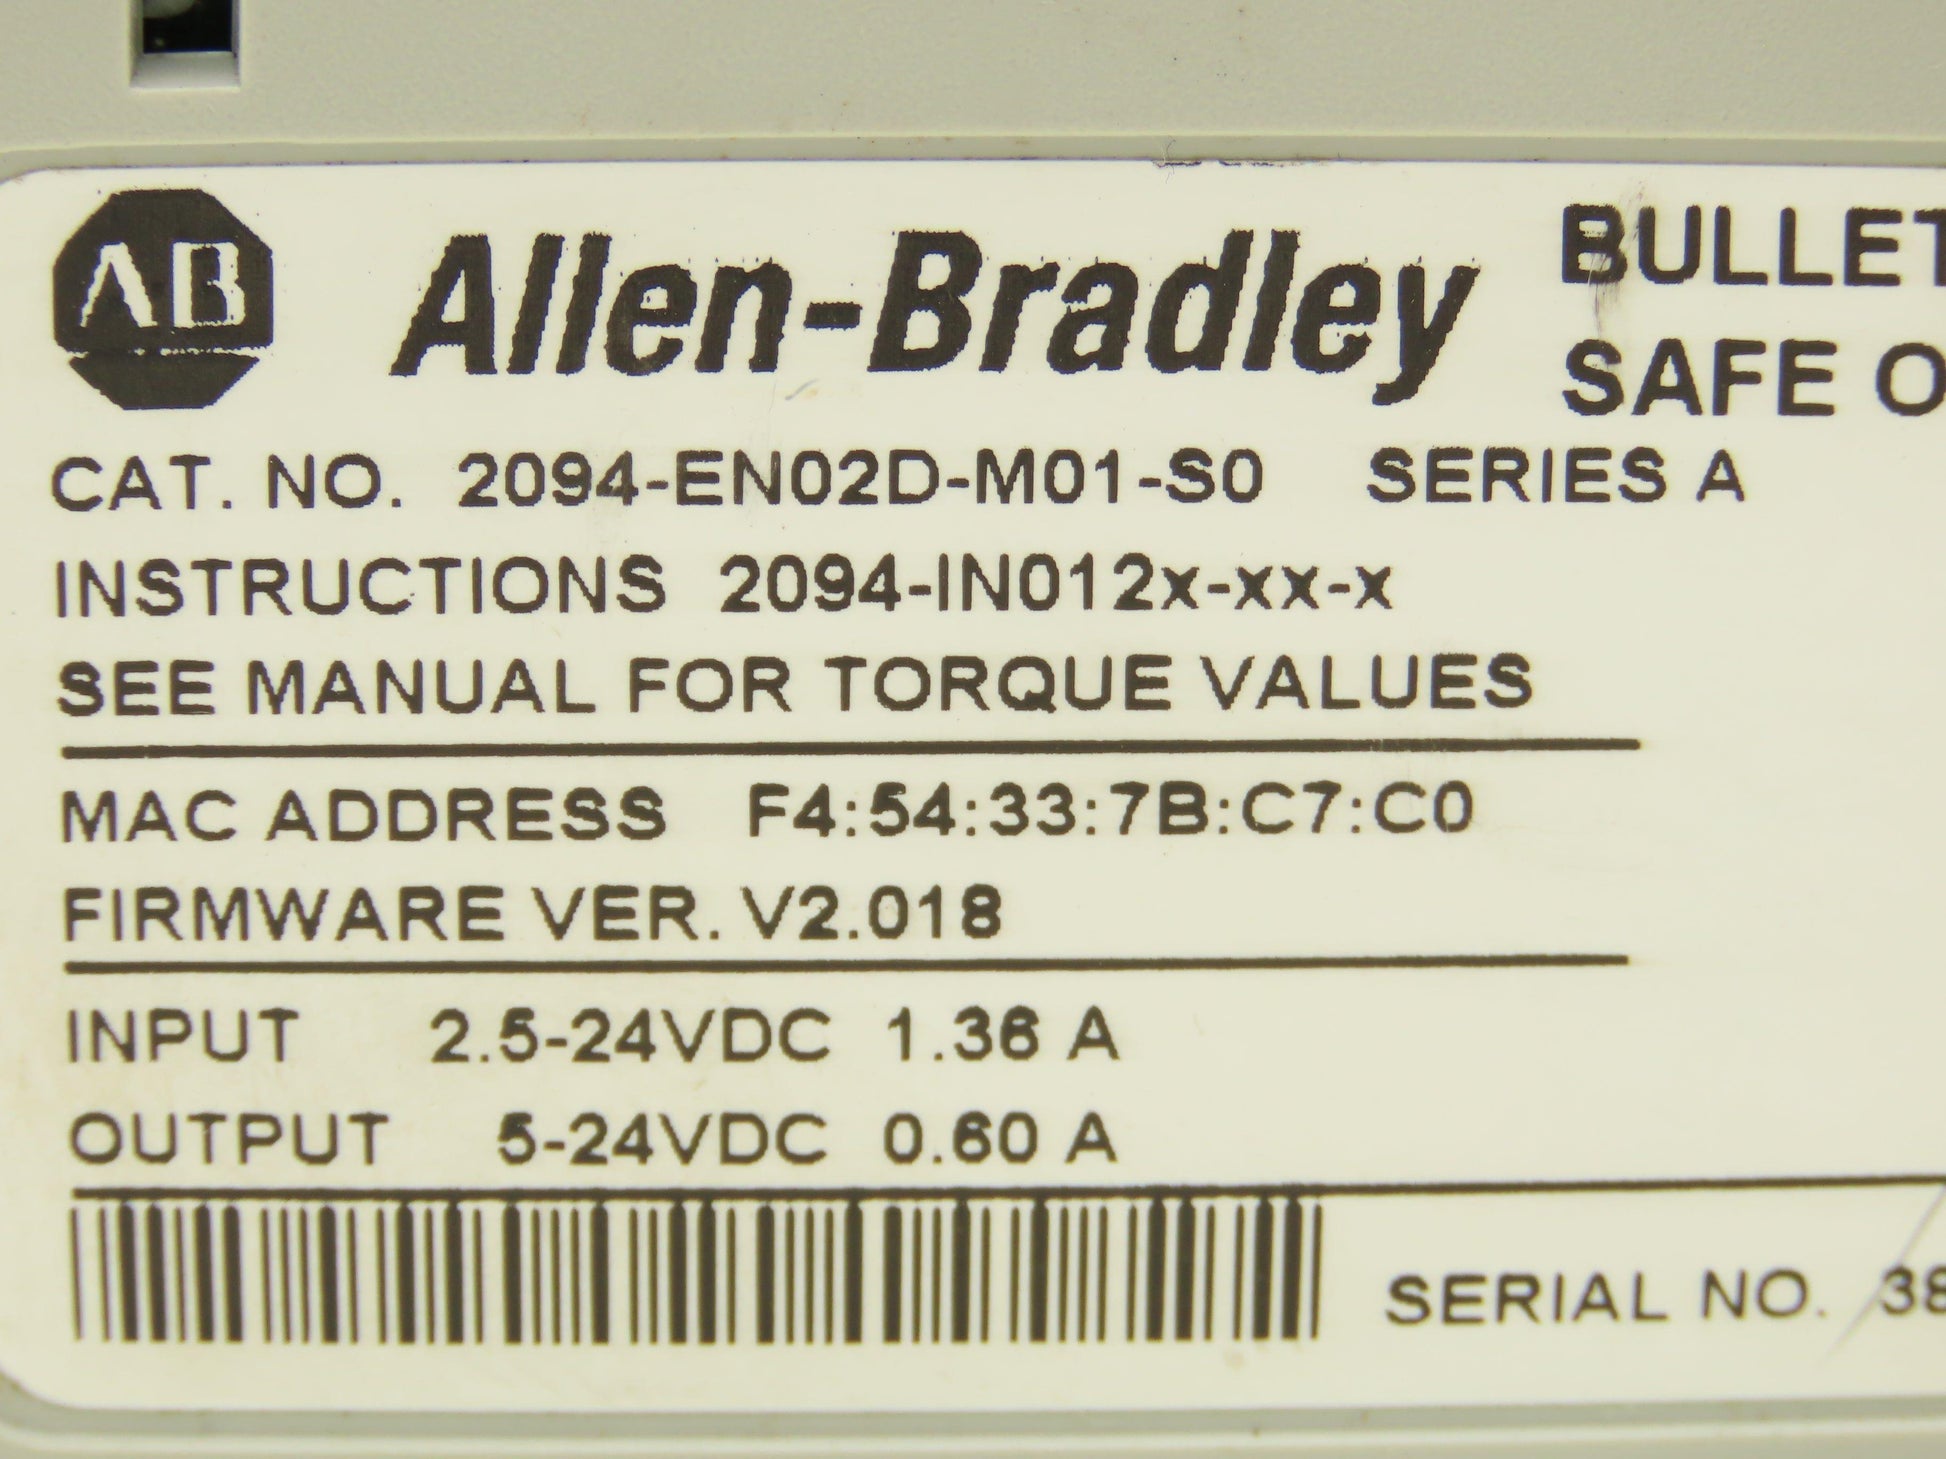 AB Allen-Bradley BULLET
SAFE O
CAT. NO. 2094-EN02D-M01-S0 SERIES A
INSTRUCTIONS 2094-IN012x-xx-x
SEE MANUAL FOR TORQUE VALUES
MAC ADDRESS F4:54:33:7B:C7:C0
FIRMWARE VER. V2.018
INPUT 2.5-24VDC 1.36 A
OUTPUT 5-24VDC 0.60 A
SERIAL NO. 38